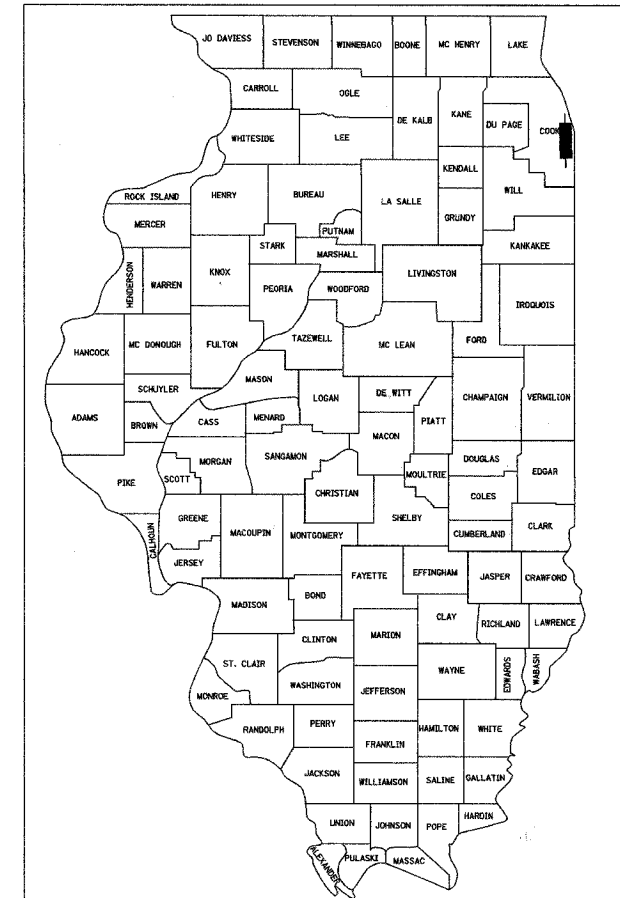 JO DAVIESS
STEVENSON
WINNEBAGO
BOONE
MC HENRY
LAKE
CARROLL
OGLE
DE KALB
KANE
DU PAGE
COOK
WHITESIDE
LEE
KENDALL
WILL
ROCK ISLAND
HENRY
BUREAU
LA SALLE
GRUNDY
MERCER
PUTNAM
STARK
MARSHALL
KANKAKEE
HENDERSON
WARREN
KNOX
PEORIA
WOODFORD
LIVINGSTON
IROQUOIS
HANCOCK
MC DONOUGH
FULTON
TAZEWELL
MC LEAN
FORD
MASON
SCHUYLER
LOGAN
DE WITT
CHAMPAIGN
VERMILION
ADAMS
BROWN
CASS
MENARD
PIATT
MACON
PIKE
SCOTT
MORGAN
SANGAMON
MOULTRIE
DOUGLAS
EDGAR
CHRISTIAN
COLES
CALHOUN
GREENE
MACOUPIN
MONTGOMERY
SHELBY
CUMBERLAND
CLARK
JERSEY
FAYETTE
EFFINGHAM
JASPER
CRAWFORD
MADISON
BOND
CLAY
RICHLAND
LAWRENCE
CLINTON
MARION
ST. CLAIR
WAYNE
EDWARDS
WABASH
WASHINGTON
JEFFERSON
MONROE
RANDOLPH
PERRY
HAMILTON
WHITE
FRANKLIN
JACKSON
WILLIAMSON
SALINE
GALLATIN
UNION
JOHNSON
POPE
HARDIN
ALEXANDER
PULASKI
MASSAC